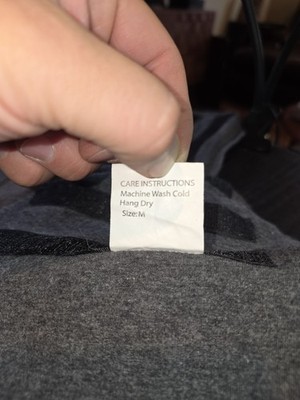 CARE INSTRUCTIONS
Machine Wash Cold
Hang Dry
Size:M